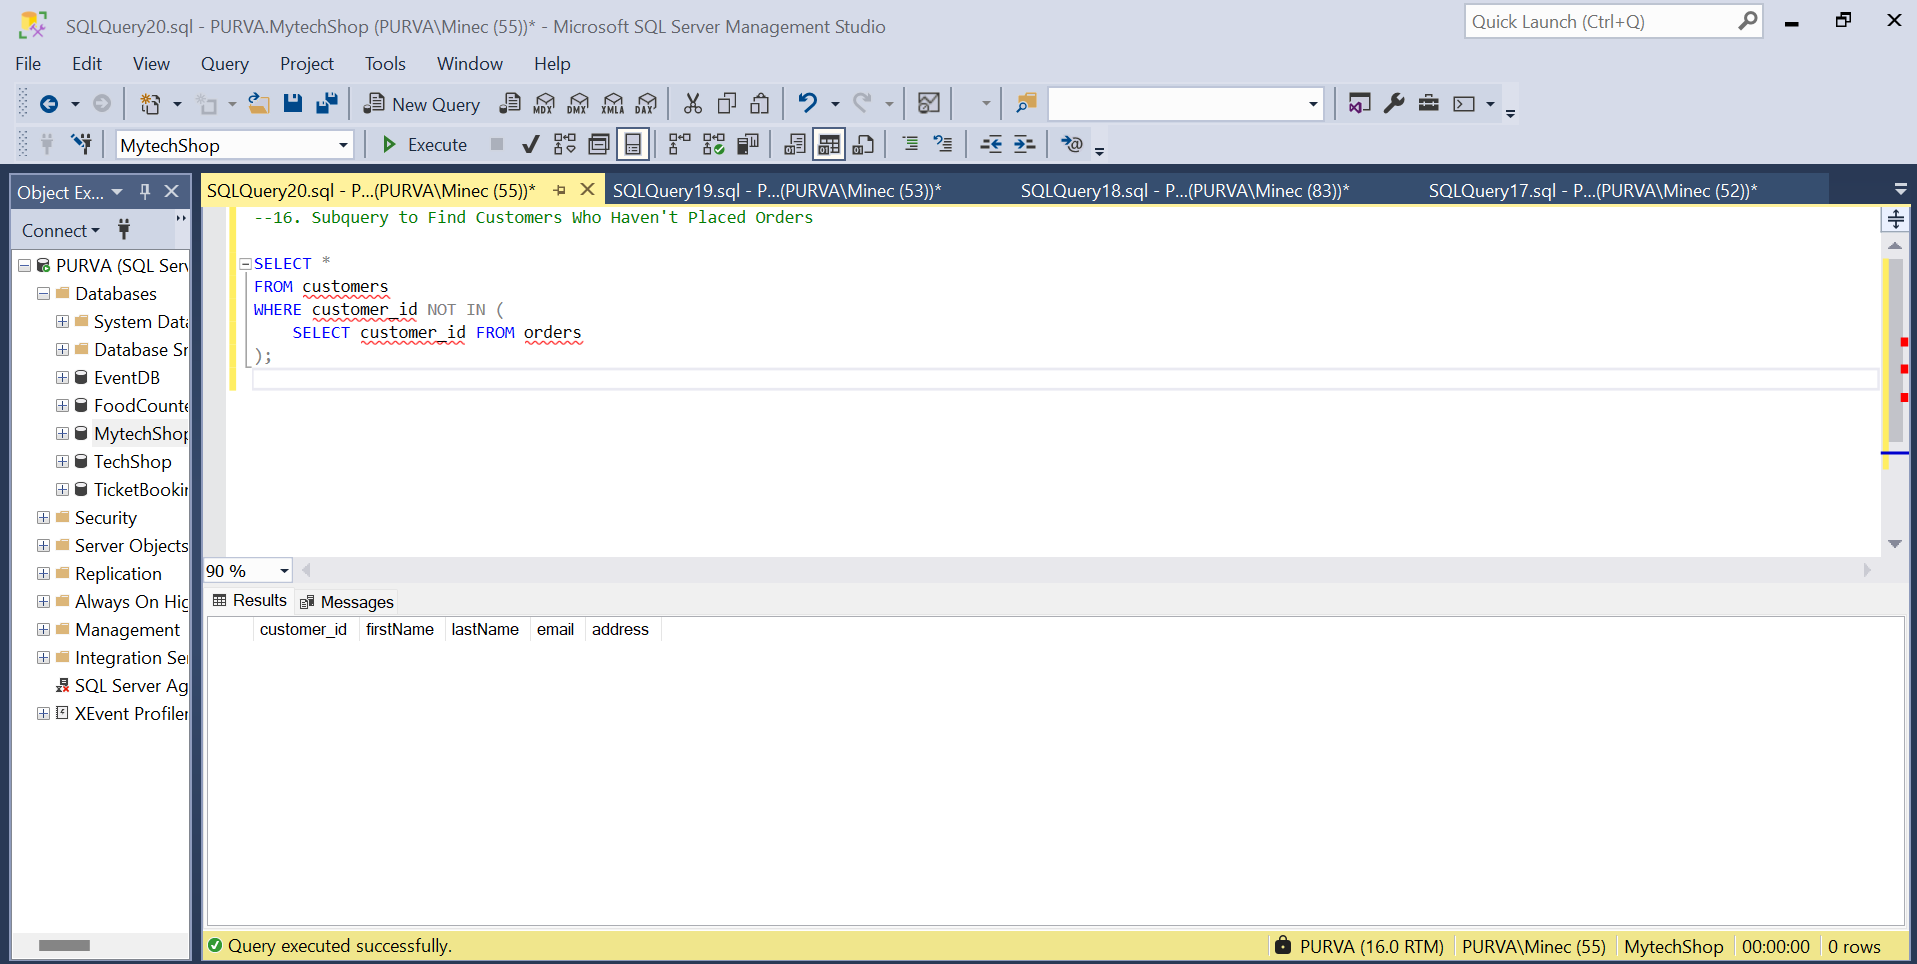 SQLQuery20.sql - PURVA.MytechShop (PURVA\Minec (55))* - Microsoft SQL Server Management Studio
Quick Launch (Ctrl+Q)
File Edit View Query Project Tools Window Help
New Query MDX DMX XMLA DAX
MytechShop Execute
Object Ex...
SQLQuery20.sql - P...(PURVA\Minec (55))* SQLQuery19.sql - P...(PURVA\Minec (53))* SQLQuery18.sql - P...(PURVA\Minec (83))* SQLQuery17.sql - P...(PURVA\Minec (52))*
Connect
PURVA (SQL Serv
Databases
System Data
Database Sn
EventDB
FoodCounte
MytechShop
TechShop
TicketBookin
Security
Server Objects
Replication
Always On Hig
Management
Integration Se
SQL Server Ag
XEvent Profiler
--16. Subquery to Find Customers Who Haven't Placed Orders
SELECT *
FROM customers
WHERE customer_id NOT IN (
SELECT customer_id FROM orders
);
90 %
Results Messages
customer_id firstName lastName email address
Query executed successfully.
PURVA (16.0 RTM) PURVA\Minec (55) MytechShop 00:00:00 0 rows